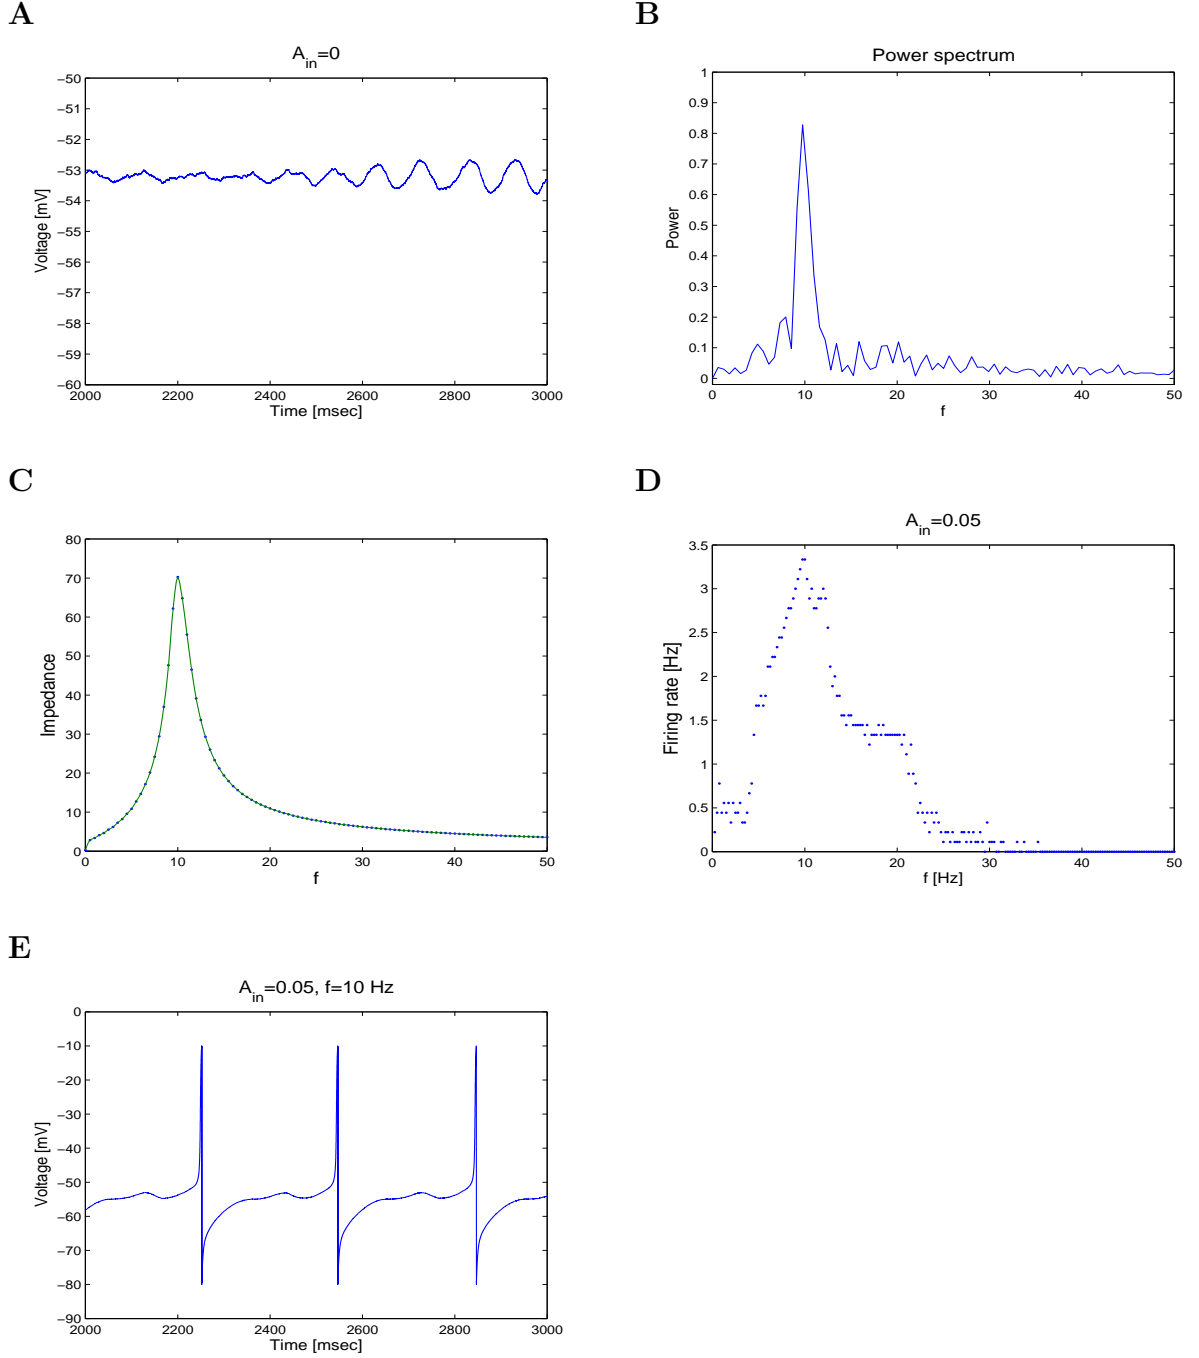 A
A_in=0
−50
−51
−52
−53
−54
−55
−56
−57
−58
−59
−60
Voltage [mV]
2000 2200 2400 2600 2800 3000
Time [msec]
B
Power spectrum
1
0.9
0.8
0.7
0.6
0.5
0.4
0.3
0.2
0.1
0
Power
0 10 20 30 40 50
f
C
80
70
60
50
40
30
20
10
0
Impedance
0 10 20 30 40 50
f
D
A_in=0.05
3.5
3
2.5
2
1.5
1
0.5
0
Firing rate [Hz]
0 10 20 30 40 50
f [Hz]
E
A_in=0.05, f=10 Hz
0
−10
−20
−30
−40
−50
−60
−70
−80
−90
Voltage [mV]
2000 2200 2400 2600 2800 3000
Time [msec]